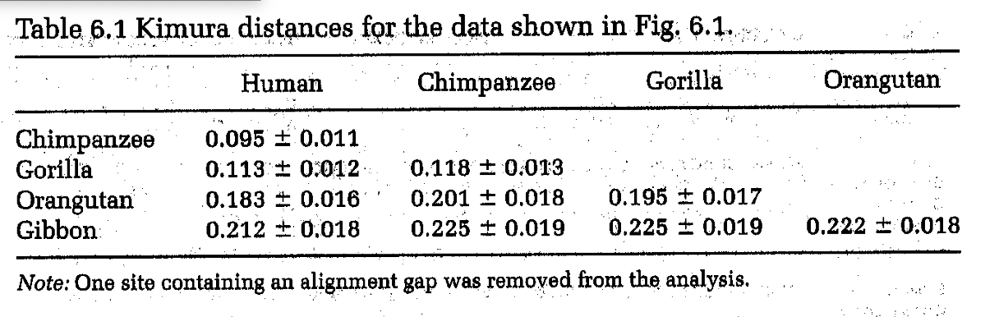 Table 6.1 Kimura distances for the data shown in Fig. 6.1.
Human Chimpanzee Gorilla Orangutan
Chimpanzee 0.095 ± 0.011
Gorilla 0.113 ± 0.012 0.118 ± 0.013
Orangutan 0.183 ± 0.016 0.201 ± 0.018 0.195 ± 0.017
Gibbon 0.212 ± 0.018 0.225 ± 0.019 0.225 ± 0.019 0.222 ± 0.018
Note: One site containing an alignment gap was removed from the analysis.